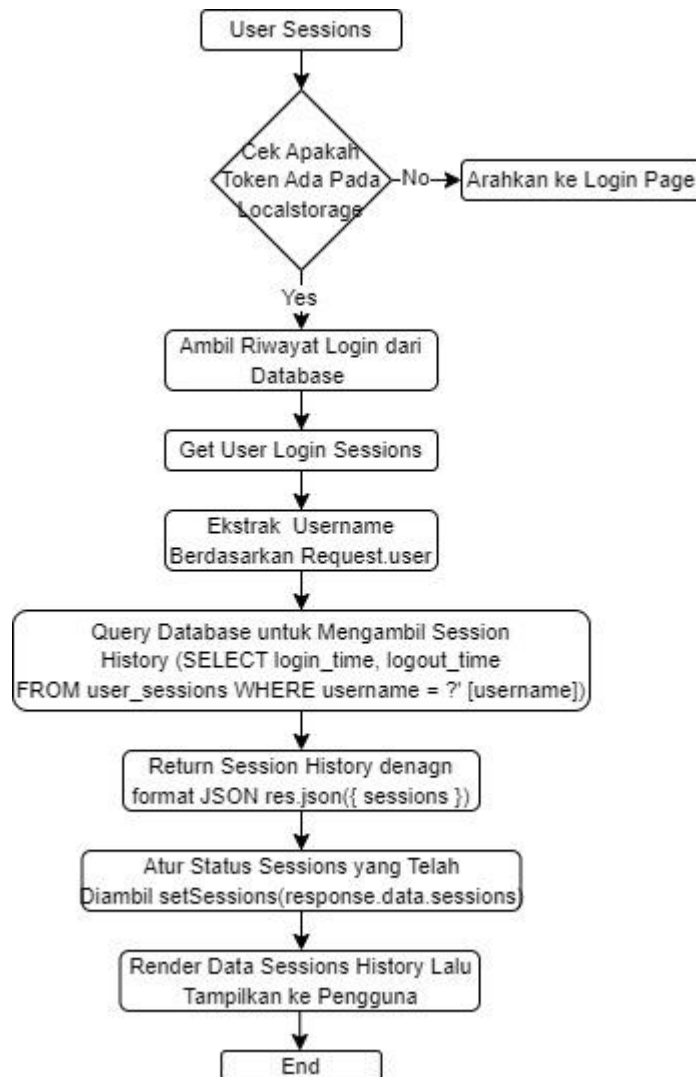 User Sessions
Cek Apakah
Token Ada Pada
Localstorage
No
Arahkan ke Login Page
Yes
Ambil Riwayat Login dari
Database
Get User Login Sessions
Ekstrak Username
Berdasarkan Request.user
Query Database untuk Mengambil Session
History (SELECT login_time, logout_time
FROM user_sessions WHERE username = ?' [username])
Return Session History denagn
format JSON res.json({ sessions })
Atur Status Sessions yang Telah
Diambil setSessions(response.data.sessions)
Render Data Sessions History Lalu
Tampilkan ke Pengguna
End